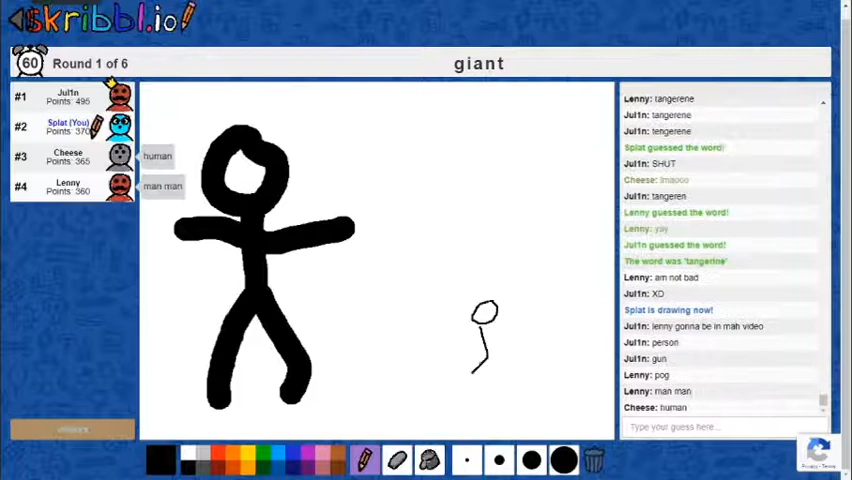 skribbl.io
60
Round 1 of 6
giant
#1
Jul1n
Points: 495
#2
Splat (You)
Points: 370
#3
Cheese
Points: 365
human
#4
Lenny
Points: 360
man man
Lenny: tangerene
Jul1n: tangerene
Jul1n: tangerene
Splat guessed the word!
Jul1n: SHUT
Cheese: lmaooo
Jul1n: tangeren
Lenny guessed the word!
Lenny: yay
Jul1n guessed the word!
The word was 'tangerine'
Lenny: am not bad
Jul1n: XD
Splat is drawing now!
Jul1n: lenny gonna be in mah video
Jul1n: person
Jul1n: gun
Lenny: pog
Lenny: man man
Cheese: human
Type your guess here...
Privacy - Terms